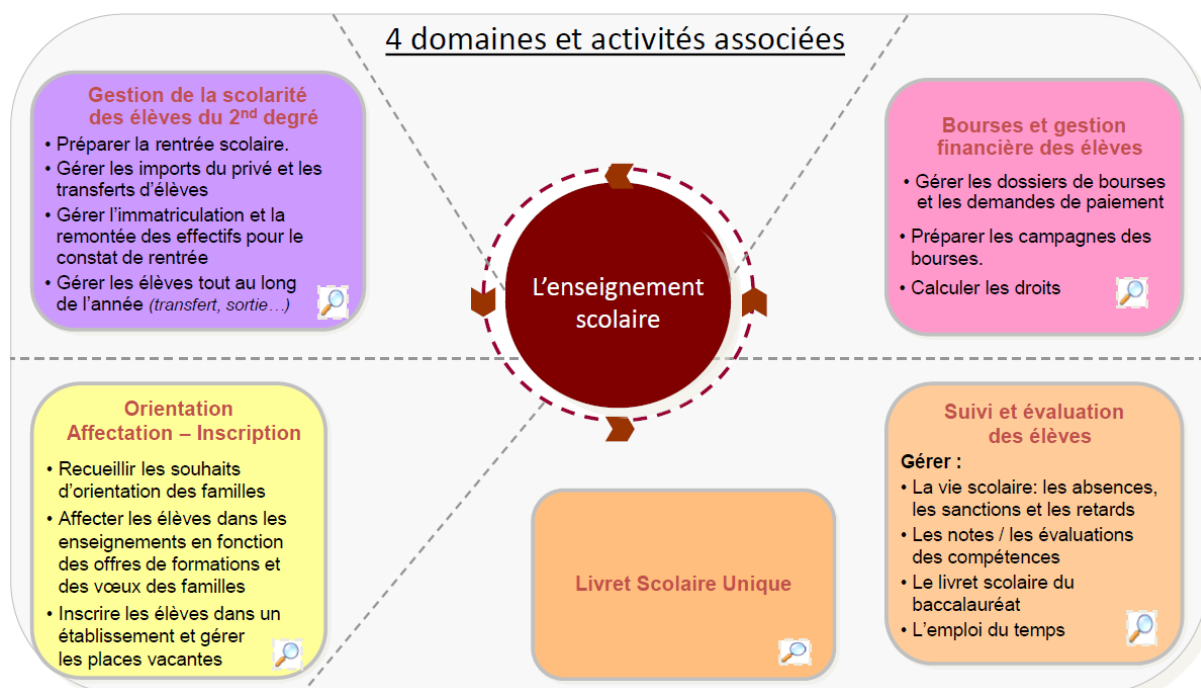 4 domaines et activités associées
Gestion de la scolarité
des élèves du 2nd degré
• Préparer la rentrée scolaire.
• Gérer les imports du privé et les
transferts d'élèves
• Gérer l'immatriculation et la
remontée des effectifs pour le
constat de rentrée
• Gérer les élèves tout au long
de l'année (transfert, sortie…)
Bourses et gestion
financière des élèves
• Gérer les dossiers de bourses
et les demandes de paiement
• Préparer les campagnes des
bourses.
• Calculer les droits
L'enseignement
scolaire
Orientation
Affectation – Inscription
• Recueillir les souhaits
d'orientation des familles
• Affecter les élèves dans les
enseignements en fonction
des offres de formations et
des vœux des familles
• Inscrire les élèves dans un
établissement et gérer
les places vacantes
Livret Scolaire Unique
Suivi et évaluation
des élèves
Gérer :
• La vie scolaire: les absences,
les sanctions et les retards
• Les notes / les évaluations
des compétences
• Le livret scolaire du
baccalauréat
• L'emploi du temps